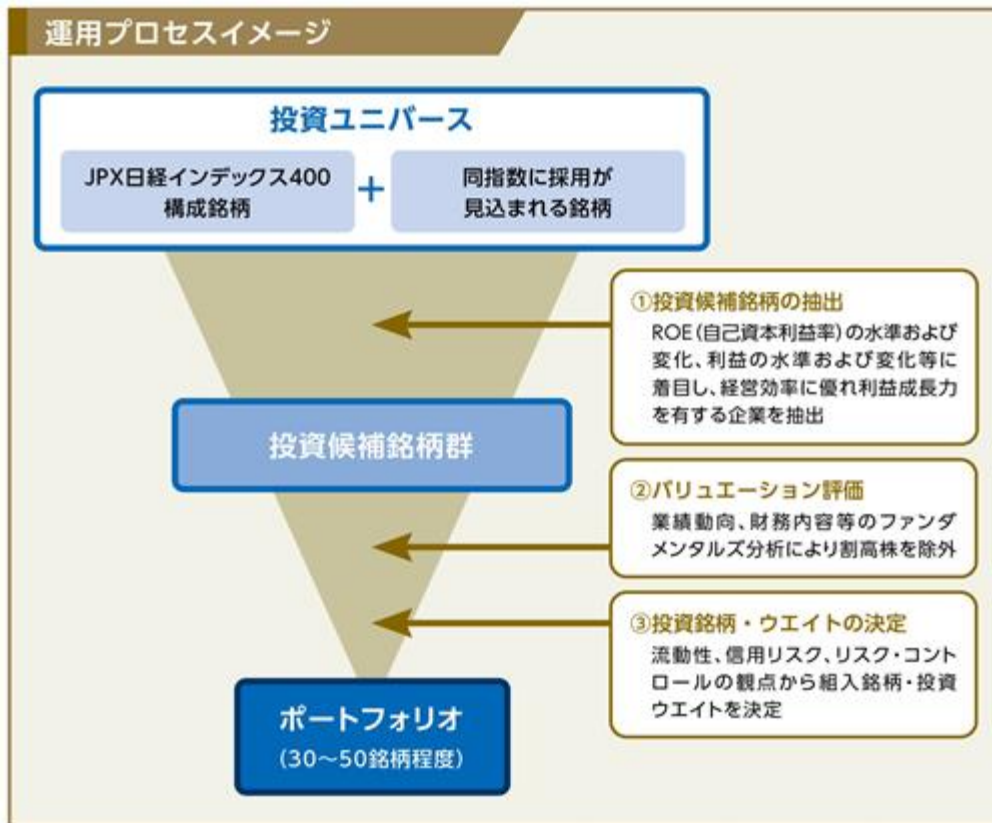 運用プロセスイメージ
投資ユニバース
JPX日経インデックス400
構成銘柄
+
同指数に採用が
見込まれる銘柄
①投資候補銘柄の抽出
ROE(自己資本利益率)の水準および
変化、利益の水準および変化等に
着目し、経営効率に優れ利益成長力
を有する企業を抽出
投資候補銘柄群
②バリュエーション評価
業績動向、財務内容等のファンダ
メンタルズ分析により割高株を除外
③投資銘柄・ウエイトの決定
流動性、信用リスク、リスク・コント
ロールの観点から組入銘柄・投資
ウエイトを決定
ポートフォリオ
(30～50銘柄程度)